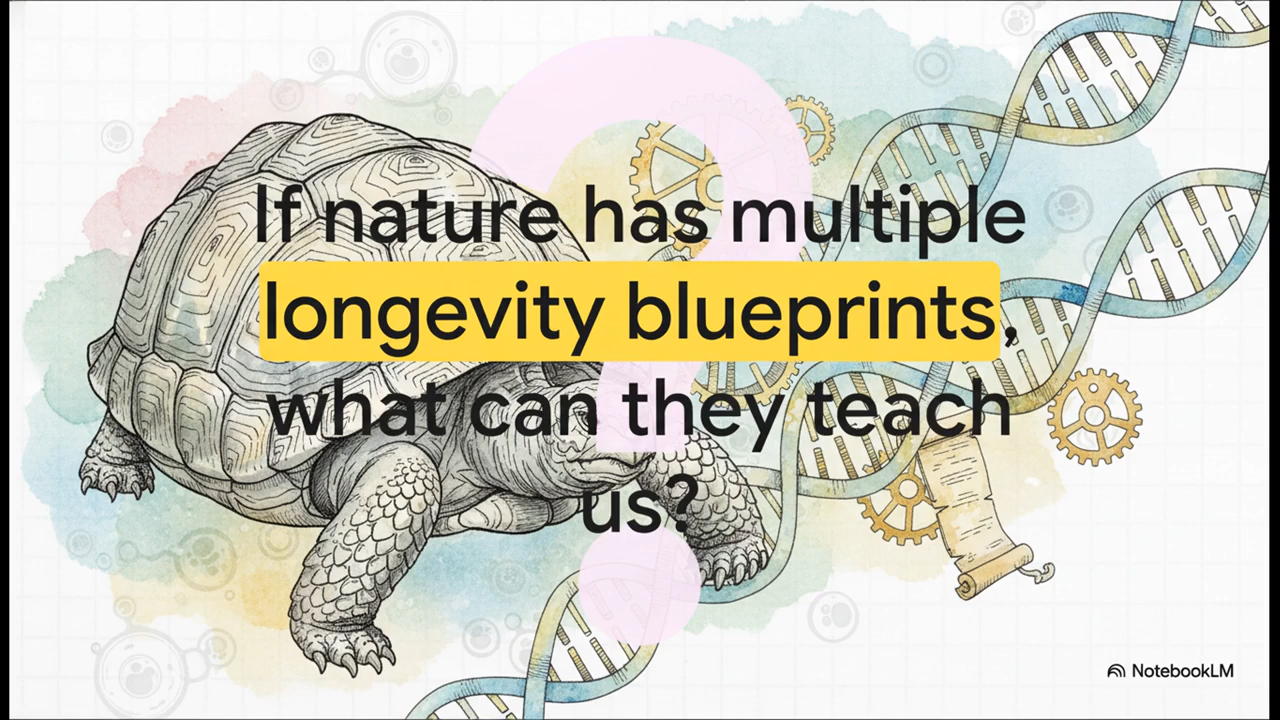 If nature has multiple
longevity blueprints,
what can they teach
us?
NotebookLM